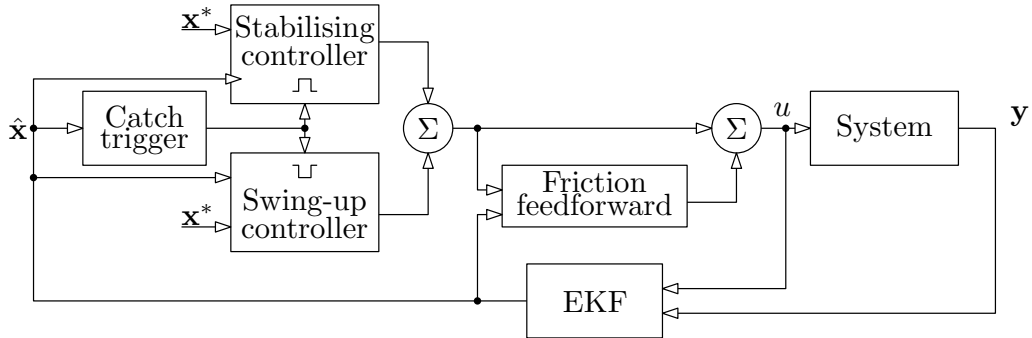 x*
Stabilising
controller
x̂
Catch
trigger
Σ
Σ
u
System
y
Swing-up
controller
x*
Friction
feedforward
EKF